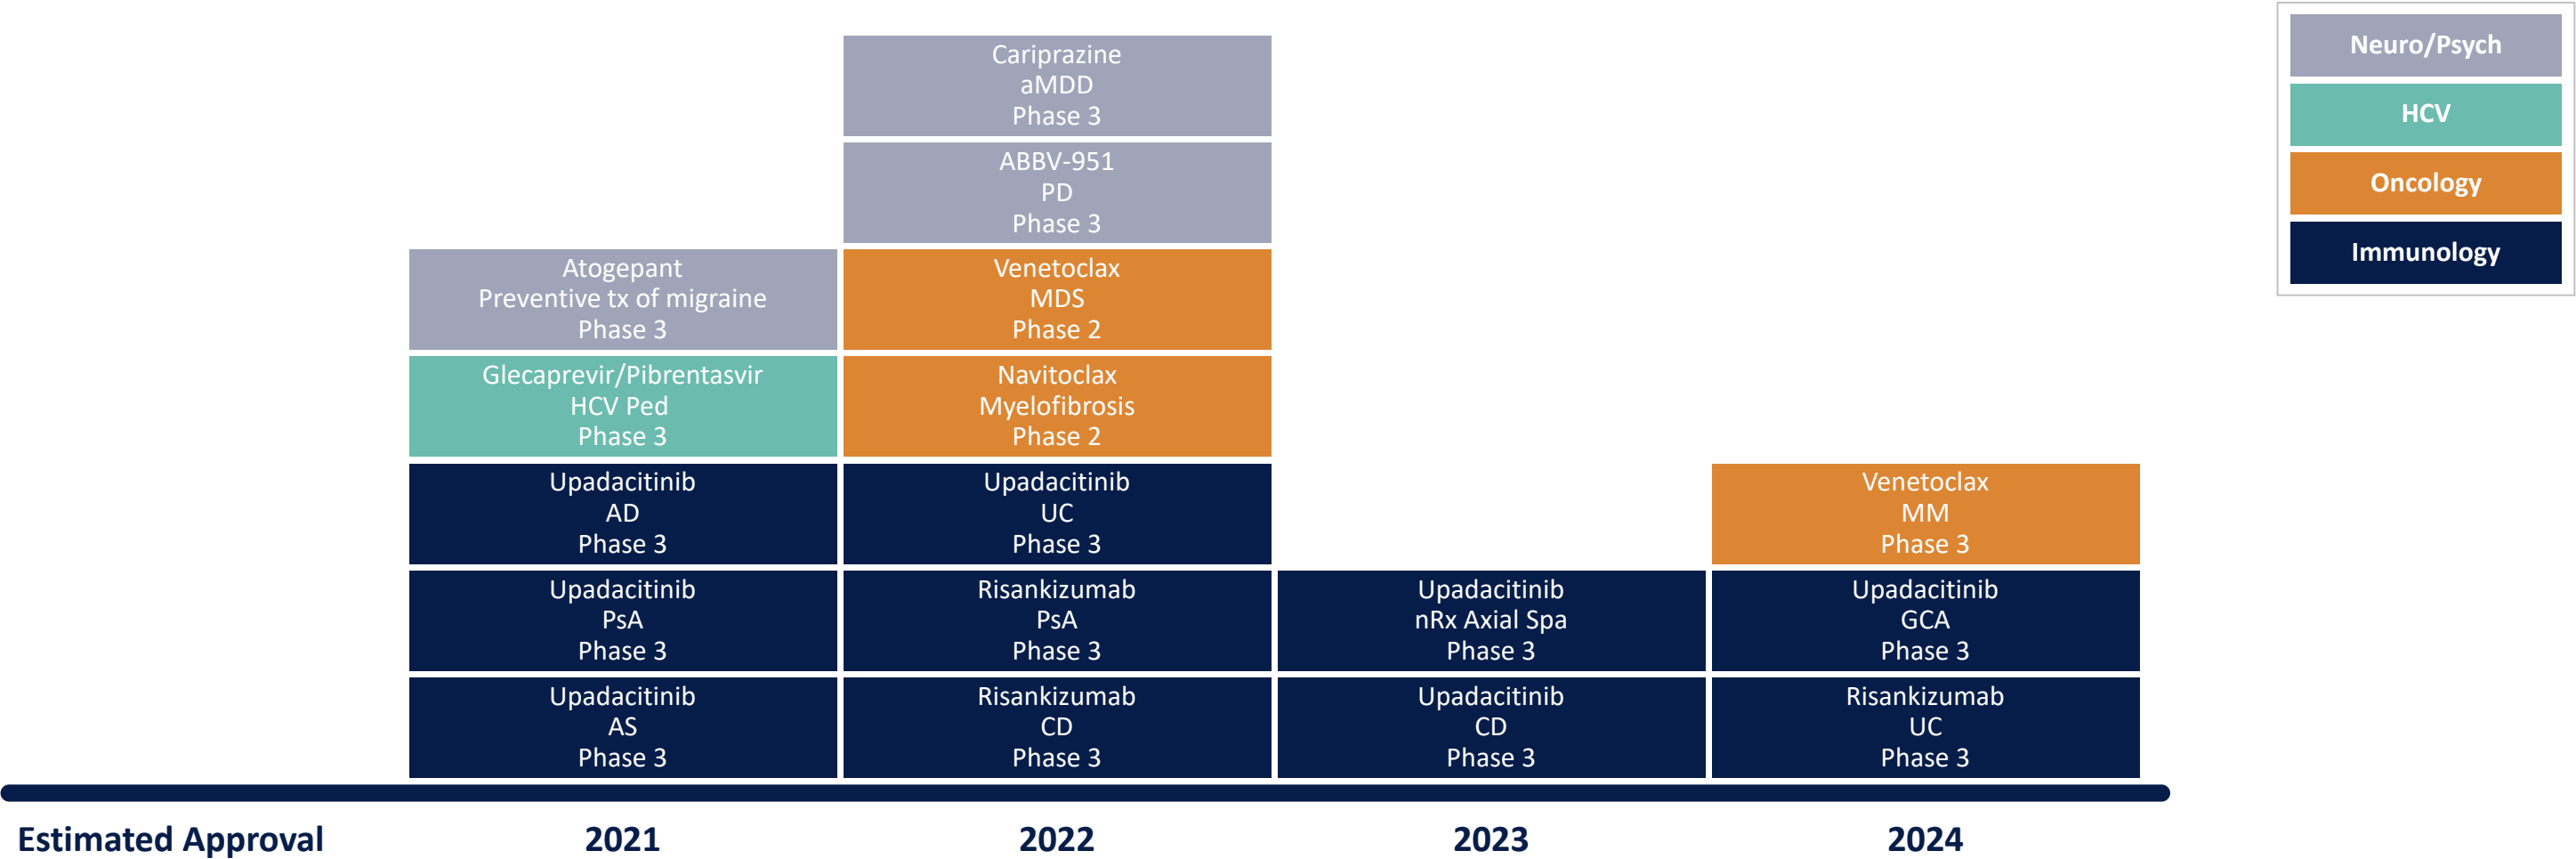 Cariprazine
aMDD
Phase 3
ABBV-951
PD
Phase 3
Atogepant
Preventive tx of migraine
Phase 3
Venetoclax
MDS
Phase 2
Glecaprevir/Pibrentasvir
HCV Ped
Phase 3
Navitoclax
Myelofibrosis
Phase 2
Upadacitinib
AD
Phase 3
Upadacitinib
UC
Phase 3
Venetoclax
MM
Phase 3
Upadacitinib
PsA
Phase 3
Risankizumab
PsA
Phase 3
Upadacitinib
nRx Axial Spa
Phase 3
Upadacitinib
GCA
Phase 3
Upadacitinib
AS
Phase 3
Risankizumab
CD
Phase 3
Upadacitinib
CD
Phase 3
Risankizumab
UC
Phase 3
Estimated Approval
2021
2022
2023
2024
Neuro/Psych
HCV
Oncology
Immunology